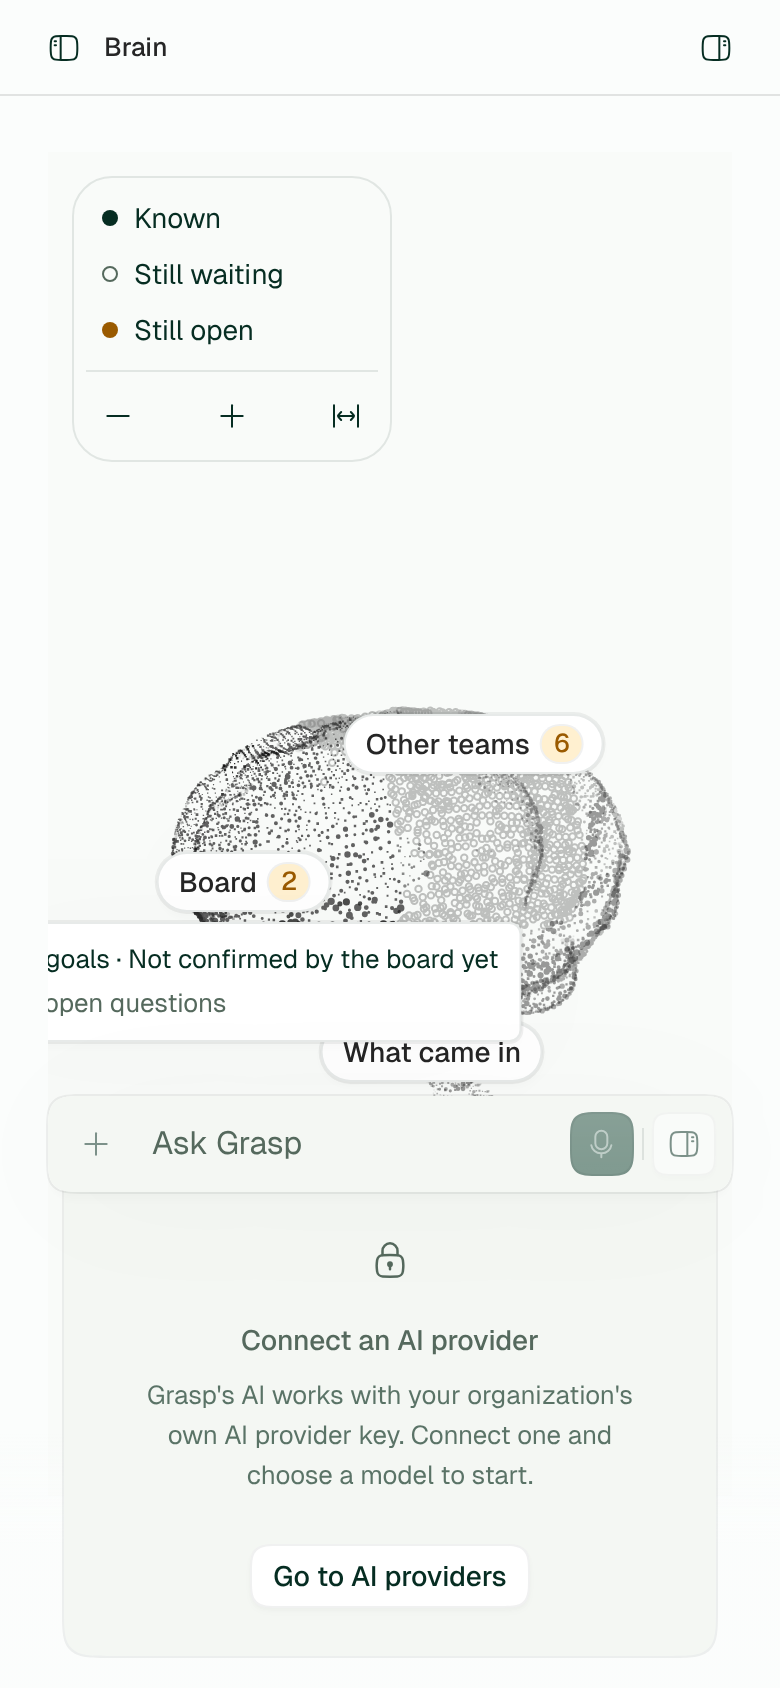 Brain
Known
Still waiting
Still open
Other teams 6
Board 2
goals · Not confirmed by the board yet
open questions
What came in
Ask Grasp
Connect an AI provider
Grasp's AI works with your organization's
own AI provider key. Connect one and
choose a model to start.
Go to AI providers